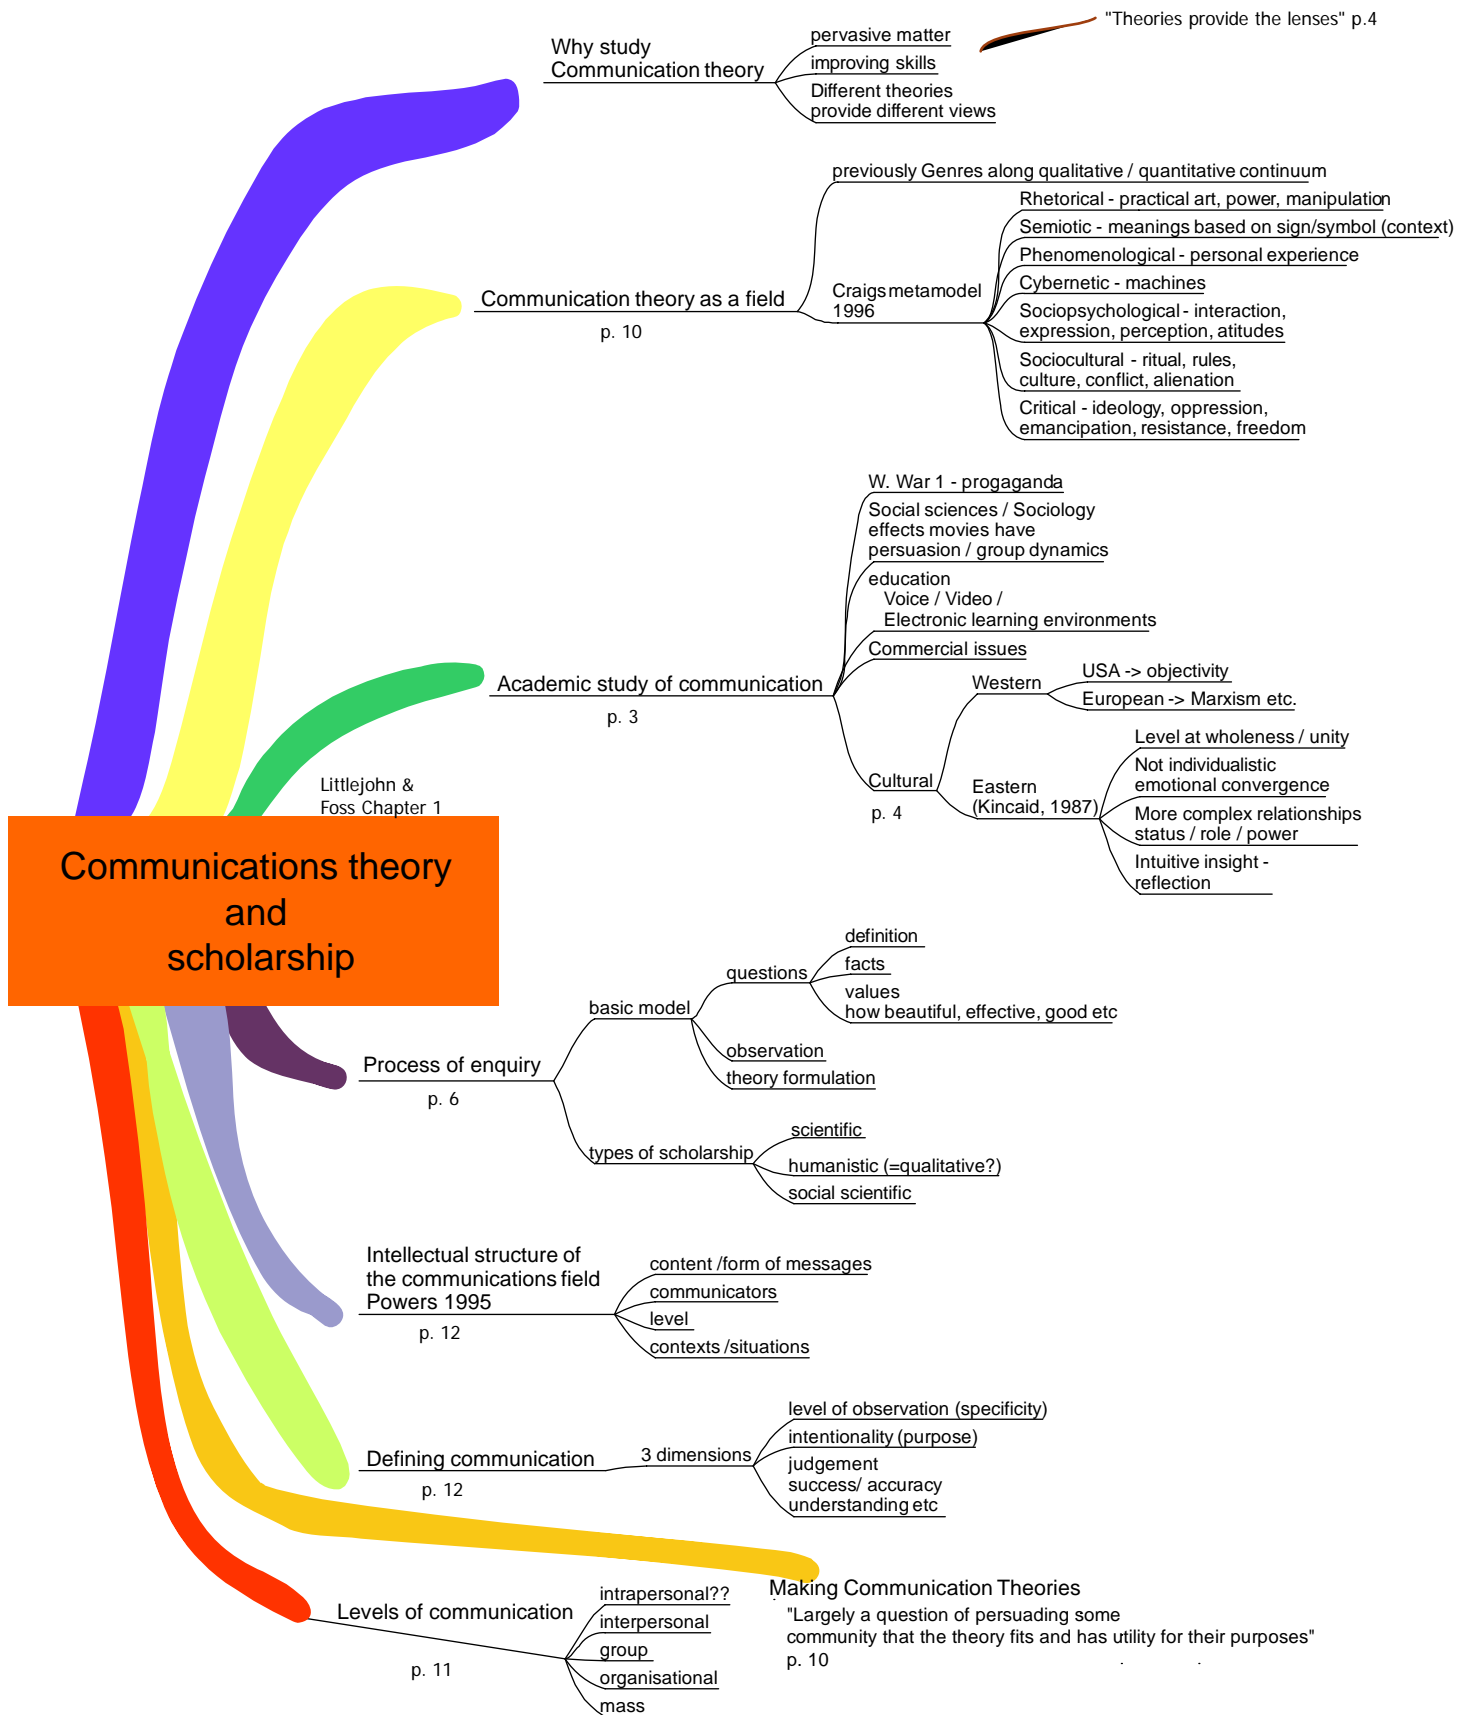 "Theories provide the lenses" p.4
Why study
Communication theory
pervasive matter
improving skills
Different theories
provide different views
Communication theory as a field
p. 10
previously Genres along qualitative / quantitative continuum
Craigs metamodel
1996
Rhetorical - practical art, power, manipulation
Semiotic - meanings based on sign/symbol (context)
Phenomenological - personal experience
Cybernetic - machines
Sociopsychological - interaction,
expression, perception, atitudes
Sociocultural - ritual, rules,
culture, conflict, alienation
Critical - ideology, oppression,
emancipation, resistance, freedom
Academic study of communication
p. 3
W. War 1 - progaganda
Social sciences / Sociology
effects movies have
persuasion / group dynamics
education
Voice / Video /
Electronic learning environments
Commercial issues
Cultural
p. 4
Western
USA -> objectivity
European -> Marxism etc.
Eastern
(Kincaid, 1987)
Level at wholeness / unity
Not individualistic
emotional convergence
More complex relationships
status / role / power
Intuitive insight -
reflection
Littlejohn &
Foss Chapter 1
Communications theory
and
scholarship
Process of enquiry
p. 6
basic model
questions
definition
facts
values
how beautiful, effective, good etc
observation
theory formulation
types of scholarship
scientific
humanistic (=qualitative?)
social scientific
Intellectual structure of
the communications field
Powers 1995
p. 12
content /form of messages
communicators
level
contexts /situations
Defining communication
p. 12
3 dimensions
level of observation (specificity)
intentionality (purpose)
judgement
success/ accuracy
understanding etc
Making Communication Theories
"Largely a question of persuading some
community that the theory fits and has utility for their purposes"
p. 10
Levels of communication
p. 11
intrapersonal??
interpersonal
group
organisational
mass